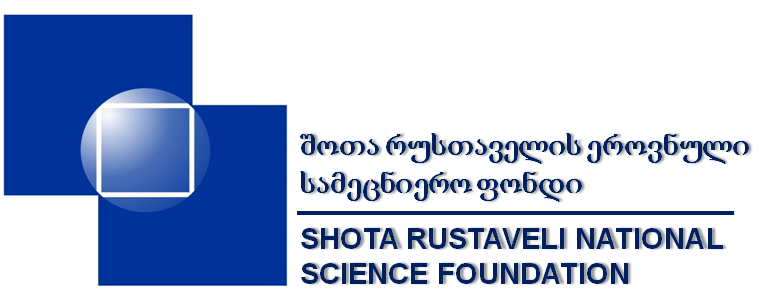 შოთა რუსთაველის ეროვნული
სამეცნიერო ფონდი
SHOTA RUSTAVELI NATIONAL
SCIENCE FOUNDATION